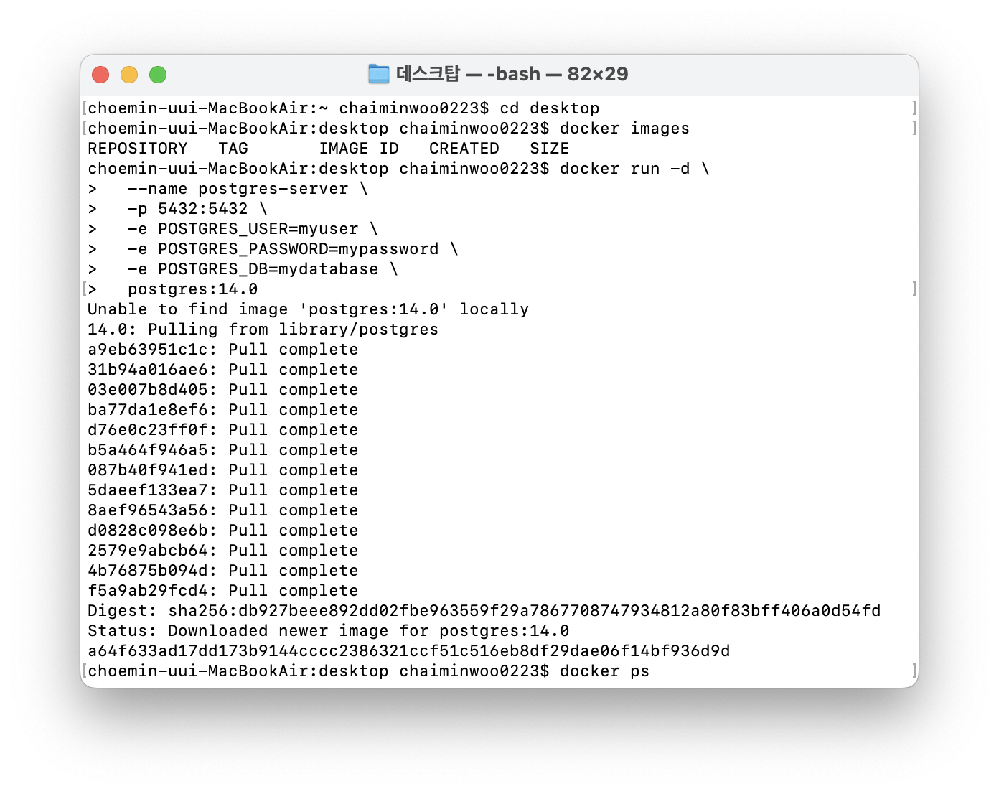 데스크탑 — -bash — 82×29
[choemin-uui-MacBookAir:~ chaiminwoo0223$ cd desktop ]
[choemin-uui-MacBookAir:desktop chaiminwoo0223$ docker images ]
REPOSITORY   TAG       IMAGE ID   CREATED   SIZE
choemin-uui-MacBookAir:desktop chaiminwoo0223$ docker run -d \
>   --name postgres-server \
>   -p 5432:5432 \
>   -e POSTGRES_USER=myuser \
>   -e POSTGRES_PASSWORD=mypassword \
>   -e POSTGRES_DB=mydatabase \
[>   postgres:14.0 ]
Unable to find image 'postgres:14.0' locally
14.0: Pulling from library/postgres
a9eb63951c1c: Pull complete
31b94a016ae6: Pull complete
03e007b8d405: Pull complete
ba77da1e8ef6: Pull complete
d76e0c23ff0f: Pull complete
b5a464f946a5: Pull complete
087b40f941ed: Pull complete
5daeef133ea7: Pull complete
8aef96543a56: Pull complete
d0828c098e6b: Pull complete
2579e9abcb64: Pull complete
4b76875b094d: Pull complete
f5a9ab29fcd4: Pull complete
Digest: sha256:db927beee892dd02fbe963559f29a7867708747934812a80f83bff406a0d54fd
Status: Downloaded newer image for postgres:14.0
a64f633ad17dd173b9144cccc2386321ccf51c516eb8df29dae06f14bf936d9d
[choemin-uui-MacBookAir:desktop chaiminwoo0223$ docker ps ]